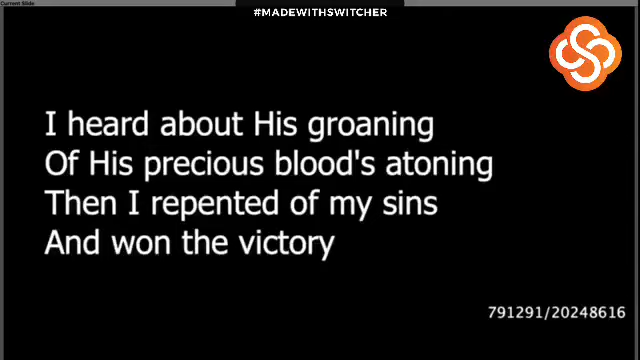 Current Slide
#MADEWITHSWITCHER
I heard about His groaning
Of His precious blood's atoning
Then I repented of my sins
And won the victory
791291/20248616